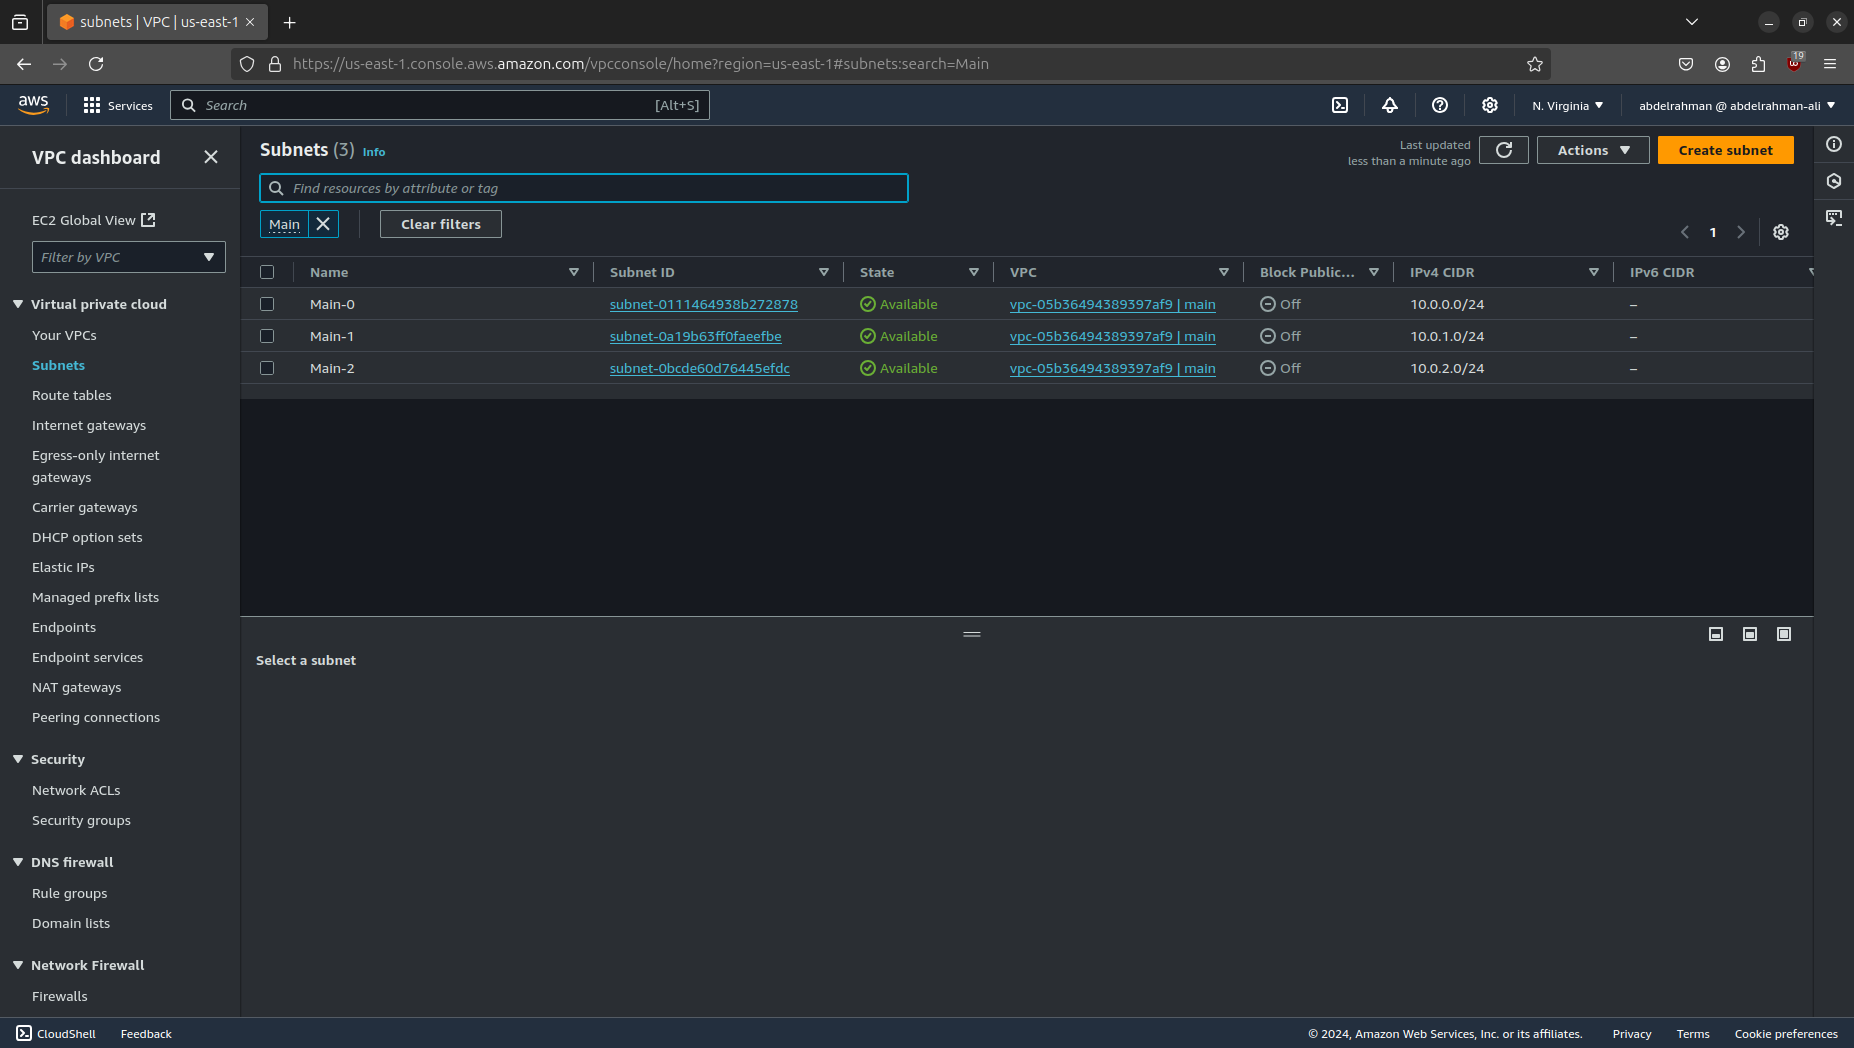 subnets | VPC | us-east-1
https://us-east-1.console.aws.amazon.com/vpcconsole/home?region=us-east-1#subnets:search=Main
19
aws
Services
Search
[Alt+S]
N. Virginia
abdelrahman @ abdelrahman-ali
VPC dashboard
EC2 Global View
Filter by VPC
Virtual private cloud
Your VPCs
Subnets
Route tables
Internet gateways
Egress-only internet
gateways
Carrier gateways
DHCP option sets
Elastic IPs
Managed prefix lists
Endpoints
Endpoint services
NAT gateways
Peering connections
Security
Network ACLs
Security groups
DNS firewall
Rule groups
Domain lists
Network Firewall
Firewalls
Subnets (3) Info
Last updated
less than a minute ago
Actions
Create subnet
Find resources by attribute or tag
Main
Clear filters
1
Name Subnet ID State VPC Block Public... IPv4 CIDR IPv6 CIDR
Main-0 subnet-0111464938b272878 Available vpc-05b36494389397af9 | main Off 10.0.0.0/24 –
Main-1 subnet-0a19b63ff0faeefbe Available vpc-05b36494389397af9 | main Off 10.0.1.0/24 –
Main-2 subnet-0bcde60d76445efdc Available vpc-05b36494389397af9 | main Off 10.0.2.0/24 –
Select a subnet
CloudShell
Feedback
© 2024, Amazon Web Services, Inc. or its affiliates.
Privacy
Terms
Cookie preferences